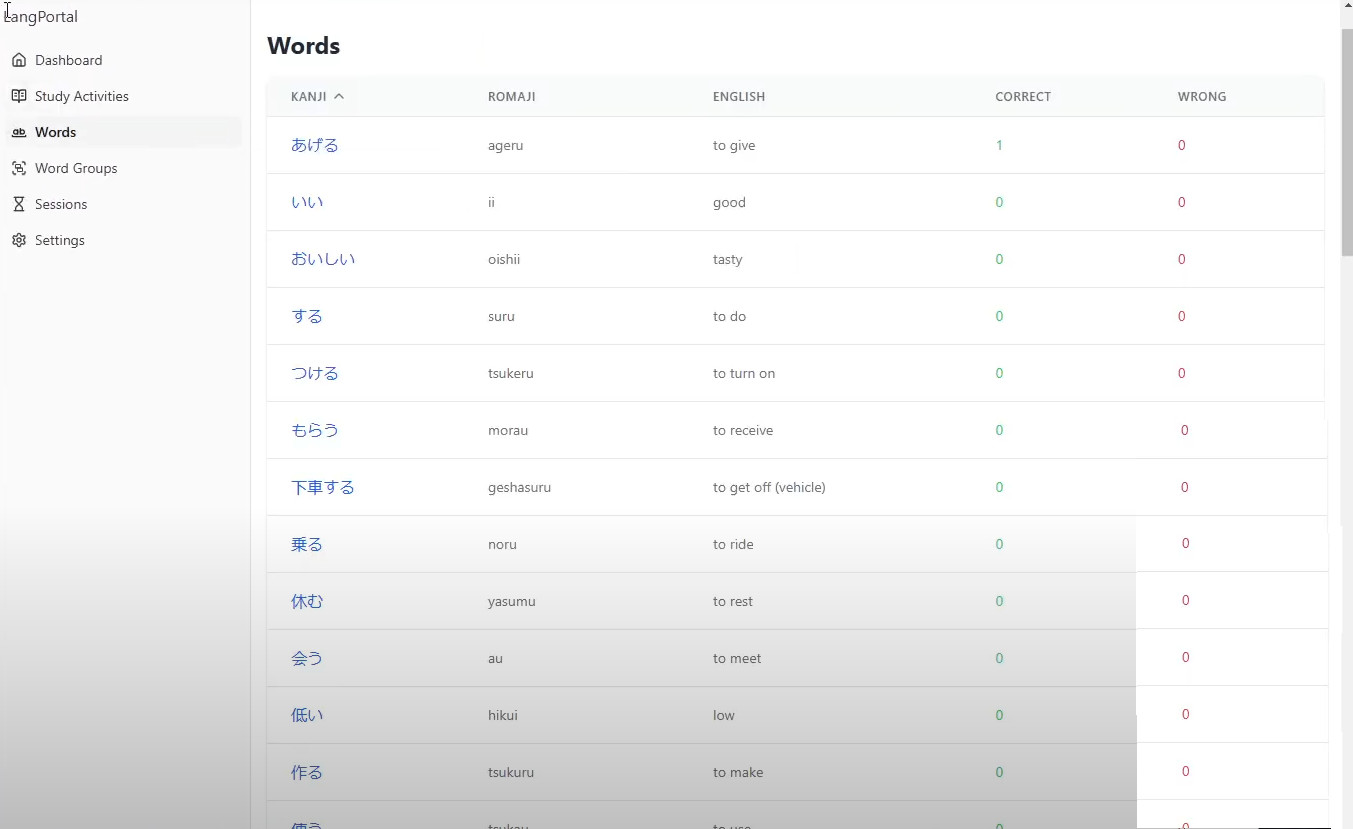 LangPortal
Dashboard
Study Activities
Words
Word Groups
Sessions
Settings
Words
KANJI ROMAJI ENGLISH CORRECT WRONG
あげる ageru to give 1 0
いい ii good 0 0
おいしい oishii tasty 0 0
する suru to do 0 0
つける tsukeru to turn on 0 0
もらう morau to receive 0 0
下車する geshasuru to get off (vehicle) 0 0
乗る noru to ride 0 0
休む yasumu to rest 0 0
会う au to meet 0 0
低い hikui low 0 0
作る tsukuru to make 0 0
使う tsukau to use 0 0